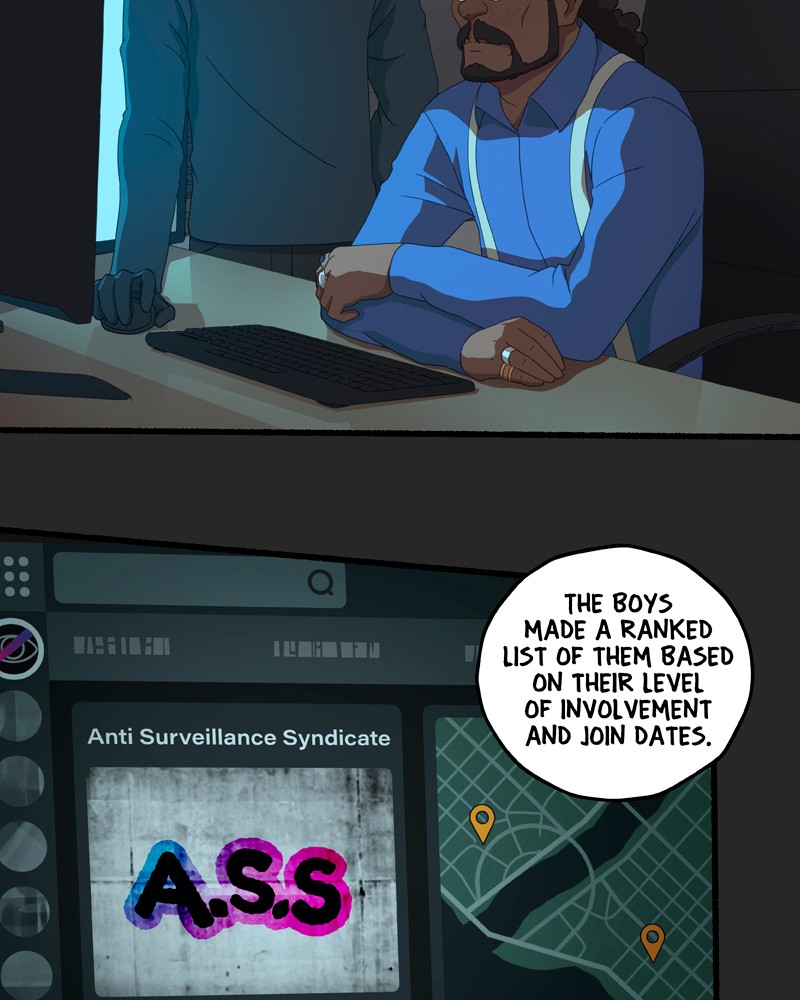 THE BOYS
MADE A RANKED
LIST OF THEM BASED
ON THEIR LEVEL
OF INVOLVEMENT
AND JOIN DATES.
Anti Surveillance Syndicate
A.S.S